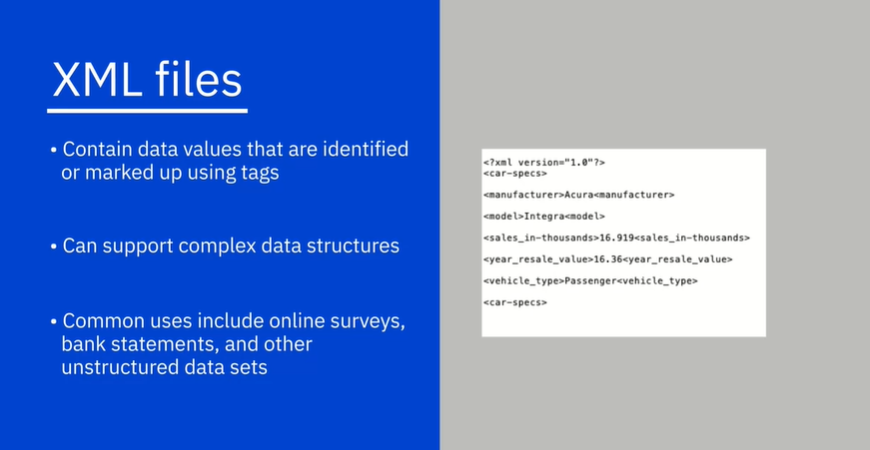 XML files
• Contain data values that are identified
or marked up using tags
• Can support complex data structures
• Common uses include online surveys,
bank statements, and other
unstructured data sets
<?xml version="1.0"?>
<car-specs>
<manufacturer>Acura<manufacturer>
<model>Integra<model>
<sales_in-thousands>16.919<sales_in-thousands>
<year_resale_value>16.36<year_resale_value>
<vehicle_type>Passenger<vehicle_type>
<car-specs>